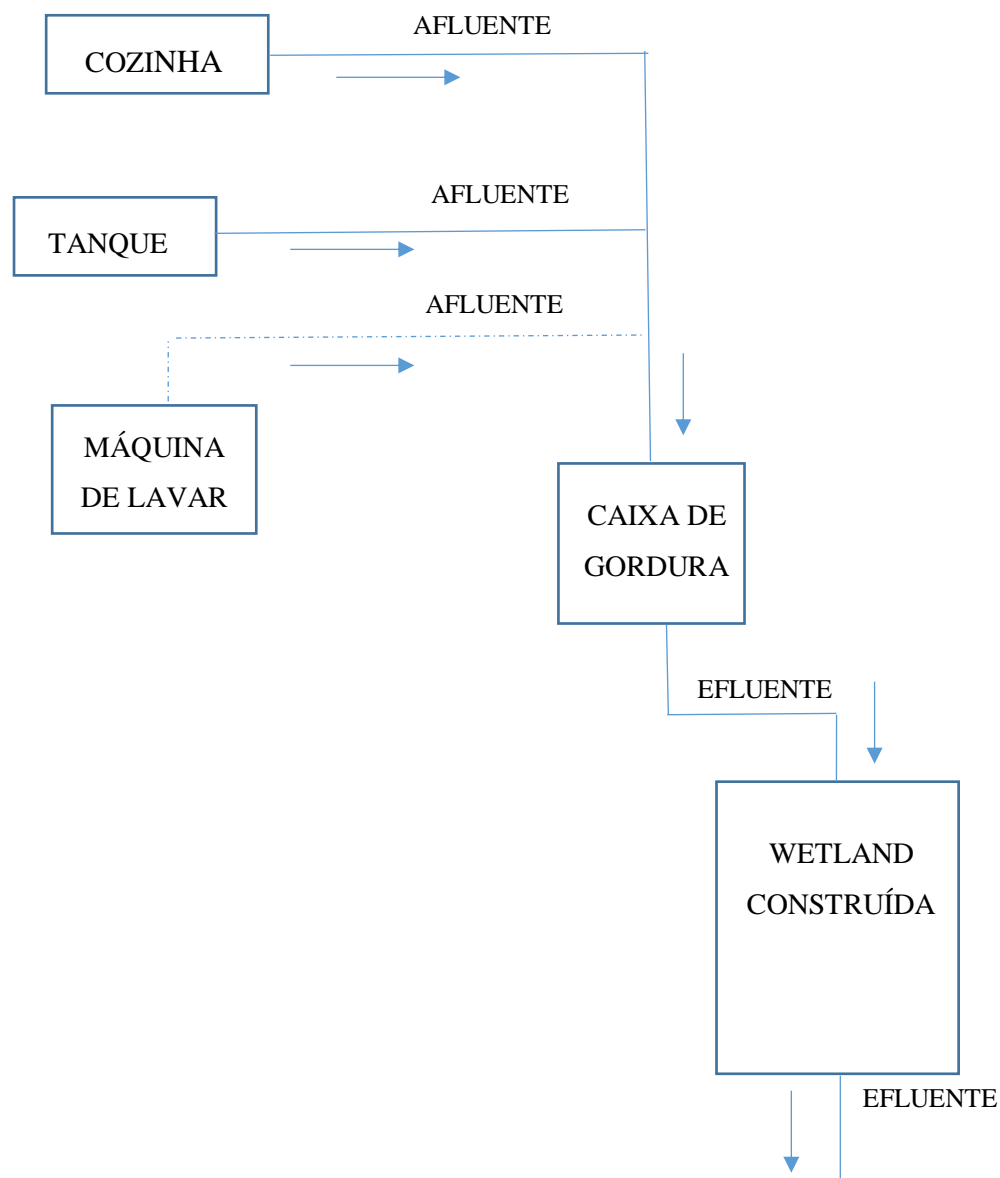 AFLUENTE
COZINHA
AFLUENTE
TANQUE
AFLUENTE
MÁQUINA
DE LAVAR
CAIXA DE
GORDURA
EFLUENTE
WETLAND
CONSTRUÍDA
EFLUENTE